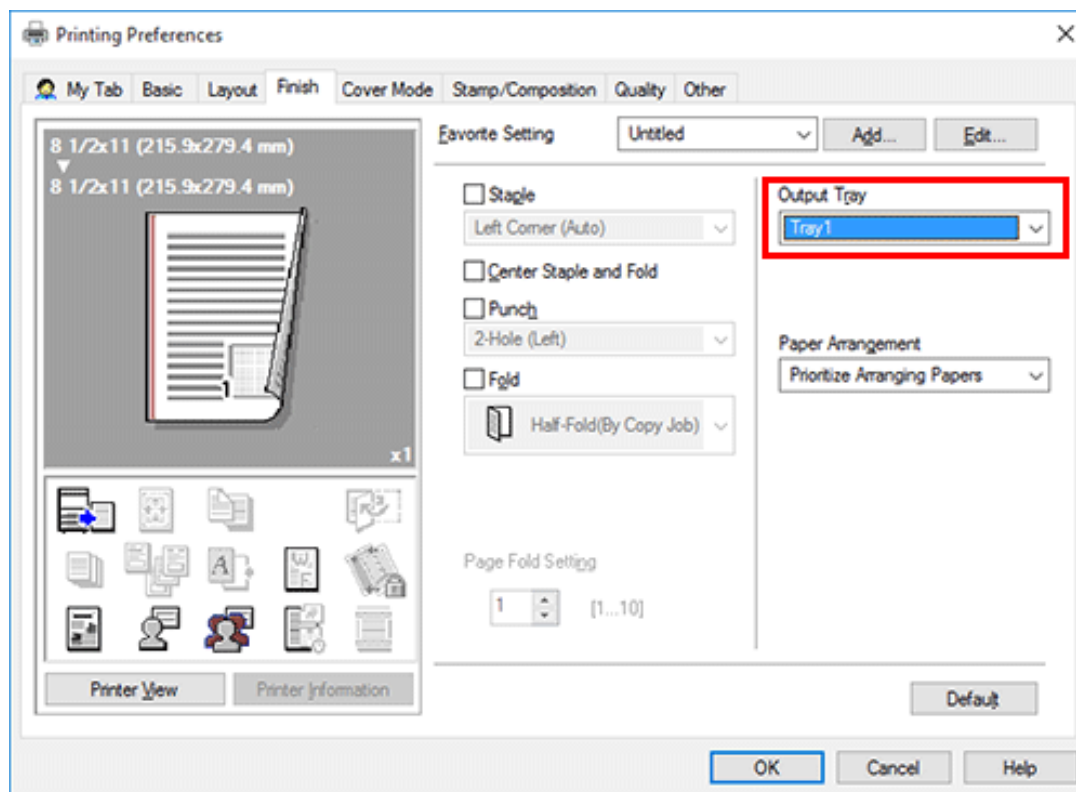 Printing Preferences
My Tab Basic Layout Finish Cover Mode Stamp/Composition Quality Other
8 1/2x11 (215.9x279.4 mm)
8 1/2x11 (215.9x279.4 mm)
1
x1
A
W
F
Printer View Printer Information
Favorite Setting Untitled Add... Edit...
Staple
Left Corner (Auto)
Center Staple and Fold
Punch
2-Hole (Left)
Fold
Half-Fold(By Copy Job)
Page Fold Setting
1 [1...10]
Output Tray
Tray1
Paper Arrangement
Prioritize Arranging Papers
Default
OK Cancel Help